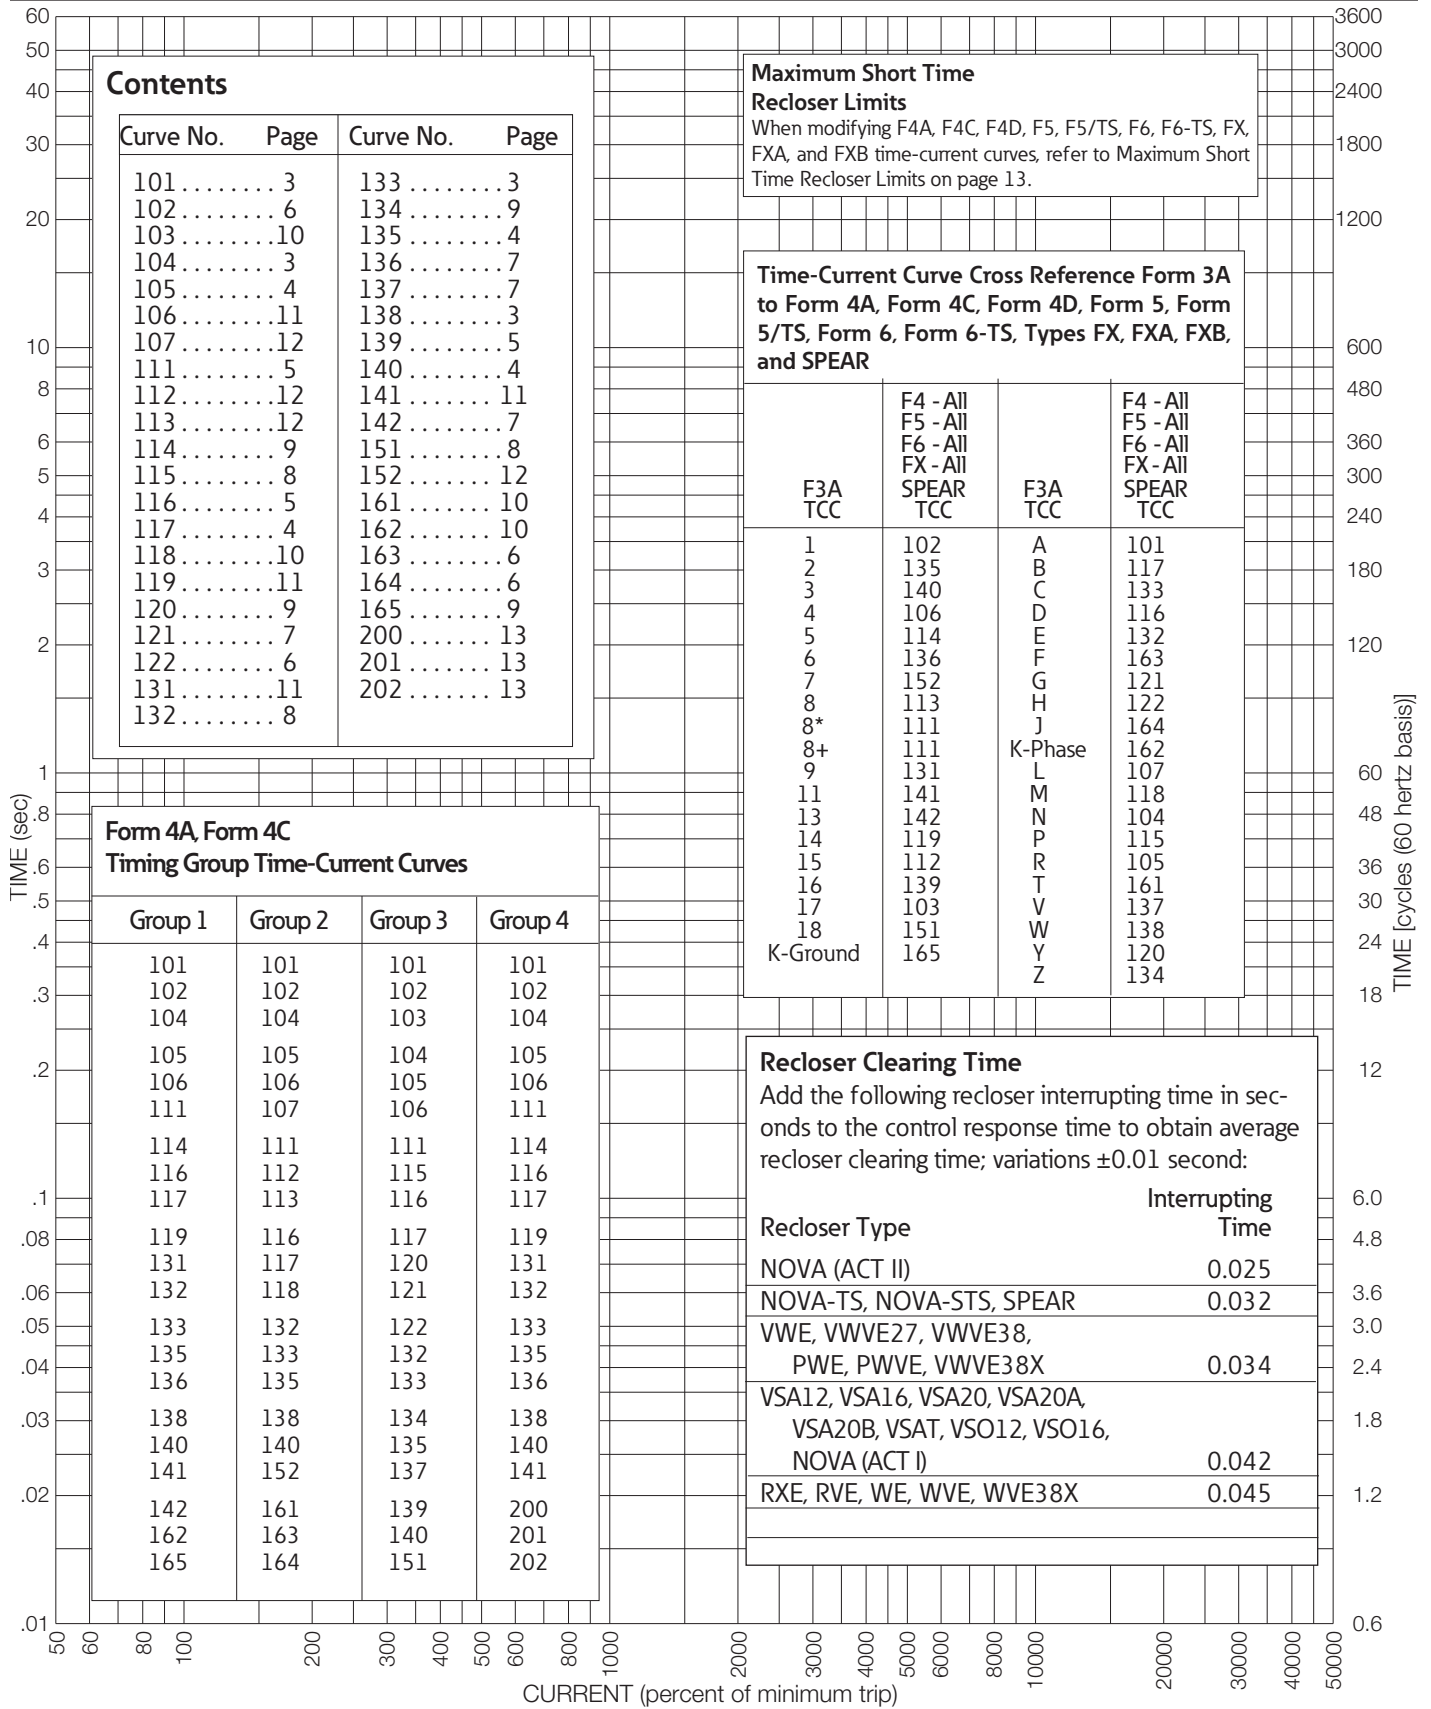 60
50
40
30
20
10
8
6
5
4
3
2
1
.8
.6
.5
.4
.3
.2
.1
.08
.06
.05
.04
.03
.02
.01
TIME (sec)
Contents
Curve No. Page Curve No. Page
101 . . . . . . . . 3 133 . . . . . . . . 3
102 . . . . . . . . 6 134 . . . . . . . . 9
103 . . . . . . . . 10 135 . . . . . . . . 4
104 . . . . . . . . 3 136 . . . . . . . . 7
105 . . . . . . . . 4 137 . . . . . . . . 7
106 . . . . . . . . 11 138 . . . . . . . . 3
107 . . . . . . . . 12 139 . . . . . . . . 5
111 . . . . . . . . 5 140 . . . . . . . . 4
112 . . . . . . . . 12 141 . . . . . . . 11
113 . . . . . . . . 12 142 . . . . . . . . 7
114 . . . . . . . . 9 151 . . . . . . . . 8
115 . . . . . . . . 8 152 . . . . . . . 12
116 . . . . . . . . 5 161 . . . . . . . 10
117 . . . . . . . . 4 162 . . . . . . . 10
118 . . . . . . . . 10 163 . . . . . . . . 6
119 . . . . . . . . 11 164 . . . . . . . . 6
120 . . . . . . . . 9 165 . . . . . . . . 9
121 . . . . . . . . 7 200 . . . . . . . 13
122 . . . . . . . . 6 201 . . . . . . . 13
131 . . . . . . . . 11 202 . . . . . . . 13
132 . . . . . . . . 8
Form 4A, Form 4C
Timing Group Time-Current Curves
Group 1 Group 2 Group 3 Group 4
101 101 101 101
102 102 102 102
104 104 103 104
105 105 104 105
106 106 105 106
111 107 106 111
114 111 111 114
116 112 115 116
117 113 116 117
119 116 117 119
131 117 120 131
132 118 121 132
133 132 122 133
135 133 132 135
136 135 133 136
138 138 134 138
140 140 135 140
141 152 137 141
142 161 139 200
162 163 140 201
165 164 151 202
Maximum Short Time
Recloser Limits
When modifying F4A, F4C, F4D, F5, F5/TS, F6, F6-TS, FX,
FXA, and FXB time-current curves, refer to Maximum Short
Time Recloser Limits on page 13.
Time-Current Curve Cross Reference Form 3A
to Form 4A, Form 4C, Form 4D, Form 5, Form
5/TS, Form 6, Form 6-TS, Types FX, FXA, FXB,
and SPEAR
F4 - All F4 - All
F5 - All F5 - All
F6 - All F6 - All
FX - All FX - All
F3A SPEAR F3A SPEAR
TCC TCC TCC TCC
1 102 A 101
2 135 B 117
3 140 C 133
4 106 D 116
5 114 E 132
6 136 F 163
7 152 G 121
8 113 H 122
8* 111 J 164
8+ 111 K-Phase 162
9 131 L 107
11 141 M 118
13 142 N 104
14 119 P 115
15 112 R 105
16 139 T 161
17 103 V 137
18 151 W 138
K-Ground 165 Y 120
Z 134
Recloser Clearing Time
Add the following recloser interrupting time in sec-
onds to the control response time to obtain average
recloser clearing time; variations ±0.01 second:
Interrupting
Recloser Type Time
NOVA (ACT II) 0.025
NOVA-TS, NOVA-STS, SPEAR 0.032
VWE, VWVE27, VWVE38,
PWE, PWVE, VWVE38X 0.034
VSA12, VSA16, VSA20, VSA20A,
VSA20B, VSAT, VSO12, VSO16,
NOVA (ACT I) 0.042
RXE, RVE, WE, WVE, WVE38X 0.045
3600
3000
2400
1800
1200
600
480
360
300
240
180
120
60
48
36
30
24
18
12
6.0
4.8
3.6
3.0
2.4
1.8
1.2
0.6
TIME [cycles (60 hertz basis)]
50 60 80 100 200 300 400 500 600 800 1000 2000 3000 4000 5000 6000 8000 10000 20000 30000 40000 50000
CURRENT (percent of minimum trip)